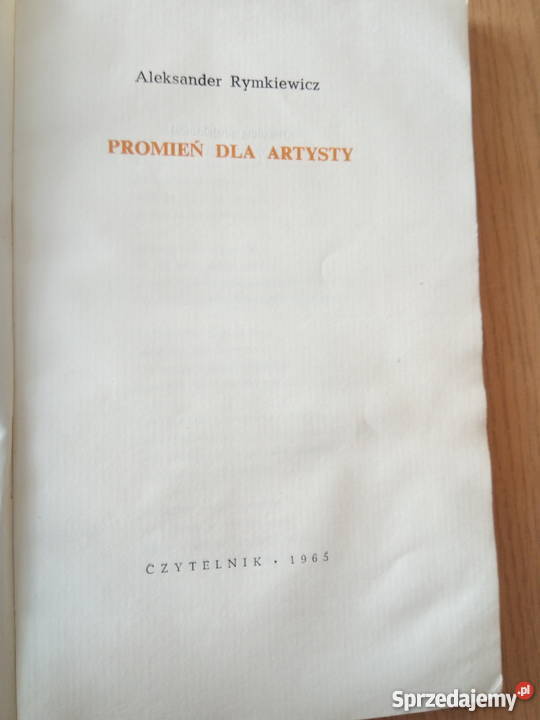 Aleksander Rymkiewicz
PROMIEŃ DLA ARTYSTY
CZYTELNIK • 1965
Sprzedajemy.pl